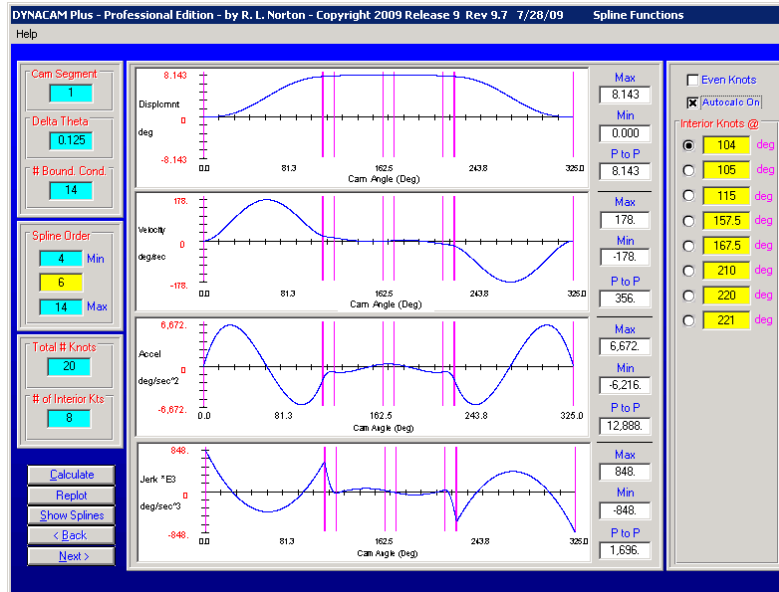 DYNACAM Plus - Professional Edition - by R. L. Norton - Copyright 2009 Release 9 Rev 9.7 7/28/09 Spline Functions
Help
Cam Segment
1
Delta Theta
0.125
# Bound. Cond.
14
Spline Order
4 Min
6
14 Max
Total # Knots
20
# of Interior Kts
8
Calculate
Replot
Show Splines
< Back
Next >
8.143
Displcmnt
0
deg
-8.143
0.0 81.3 162.5 243.8 325.0
Cam Angle (Deg)
Max
8.143
Min
0.000
P to P
8.143
178.
Velocity
0
deg/sec
-178.
0.0 81.3 162.5 243.8 325.0
Cam Angle (Deg)
Max
178.
Min
-178.
P to P
356.
6,672.
Accel
0
deg/sec^2
-6,672.
0.0 81.3 162.5 243.8 325.0
Cam Angle (Deg)
Max
6,672.
Min
-6,216.
P to P
12,888.
848.
Jerk *E3
0
deg/sec^3
-848.
0.0 81.3 162.5 243.8 325.0
Cam Angle (Deg)
Max
848.
Min
-848.
P to P
1,696.
Even Knots
Autocalc On
Interior Knots @
104 deg
105 deg
115 deg
157.5 deg
167.5 deg
210 deg
220 deg
221 deg